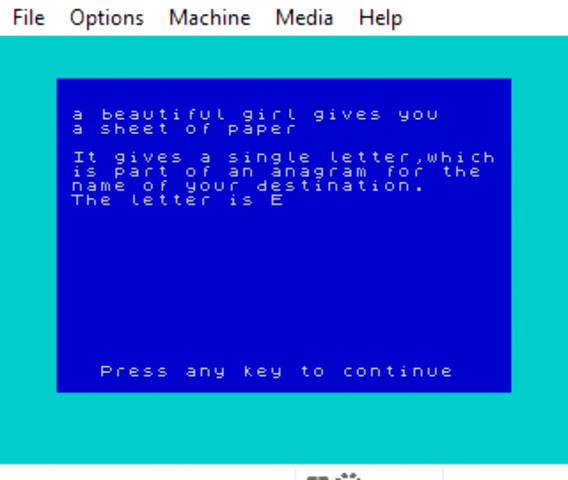 File Options Machine Media Help
a beautiful girl gives you
a sheet of paper
It gives a single letter,which
is part of an anagram for the
name of your destination.
The letter is E
Press any key to continue